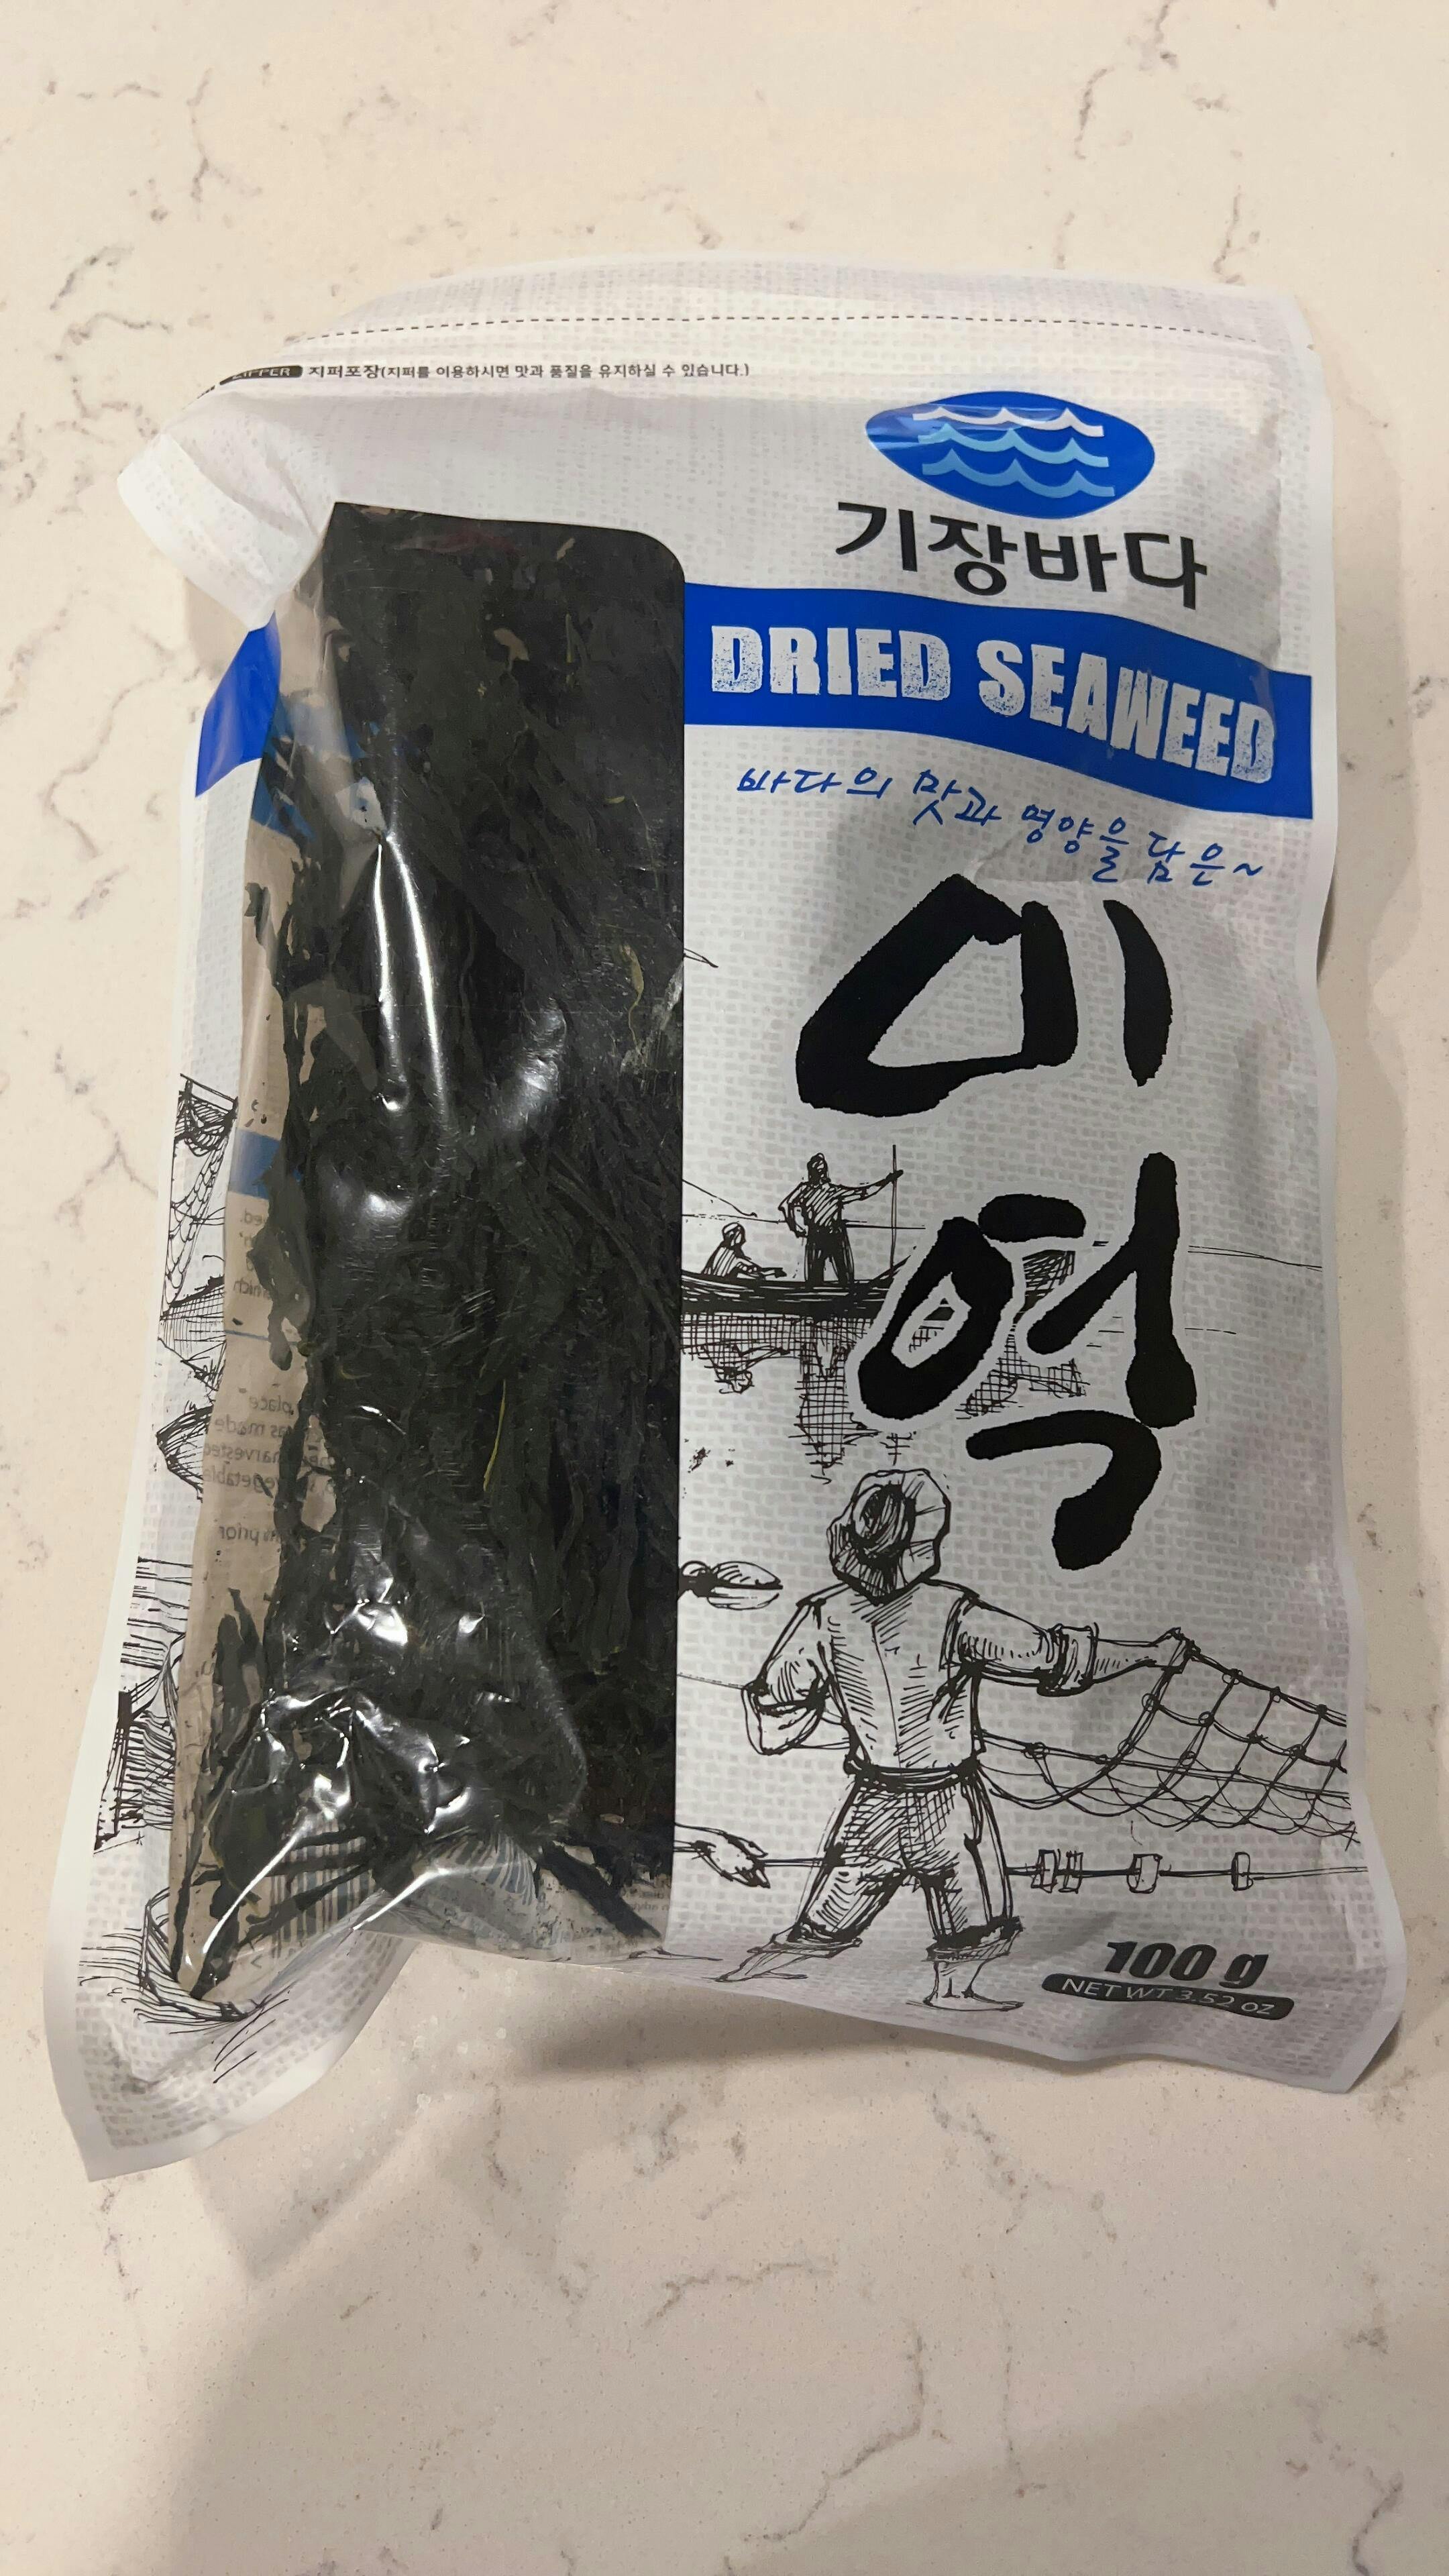 ZIPPER 지퍼포장(지퍼를 이용하시면 맛과 품질을 유지하실 수 있습니다.)
기장바다
DRIED SEAWEED
바다의 맛과 영양을 담은~
미
역
100 g
NET WT 3.52 OZ